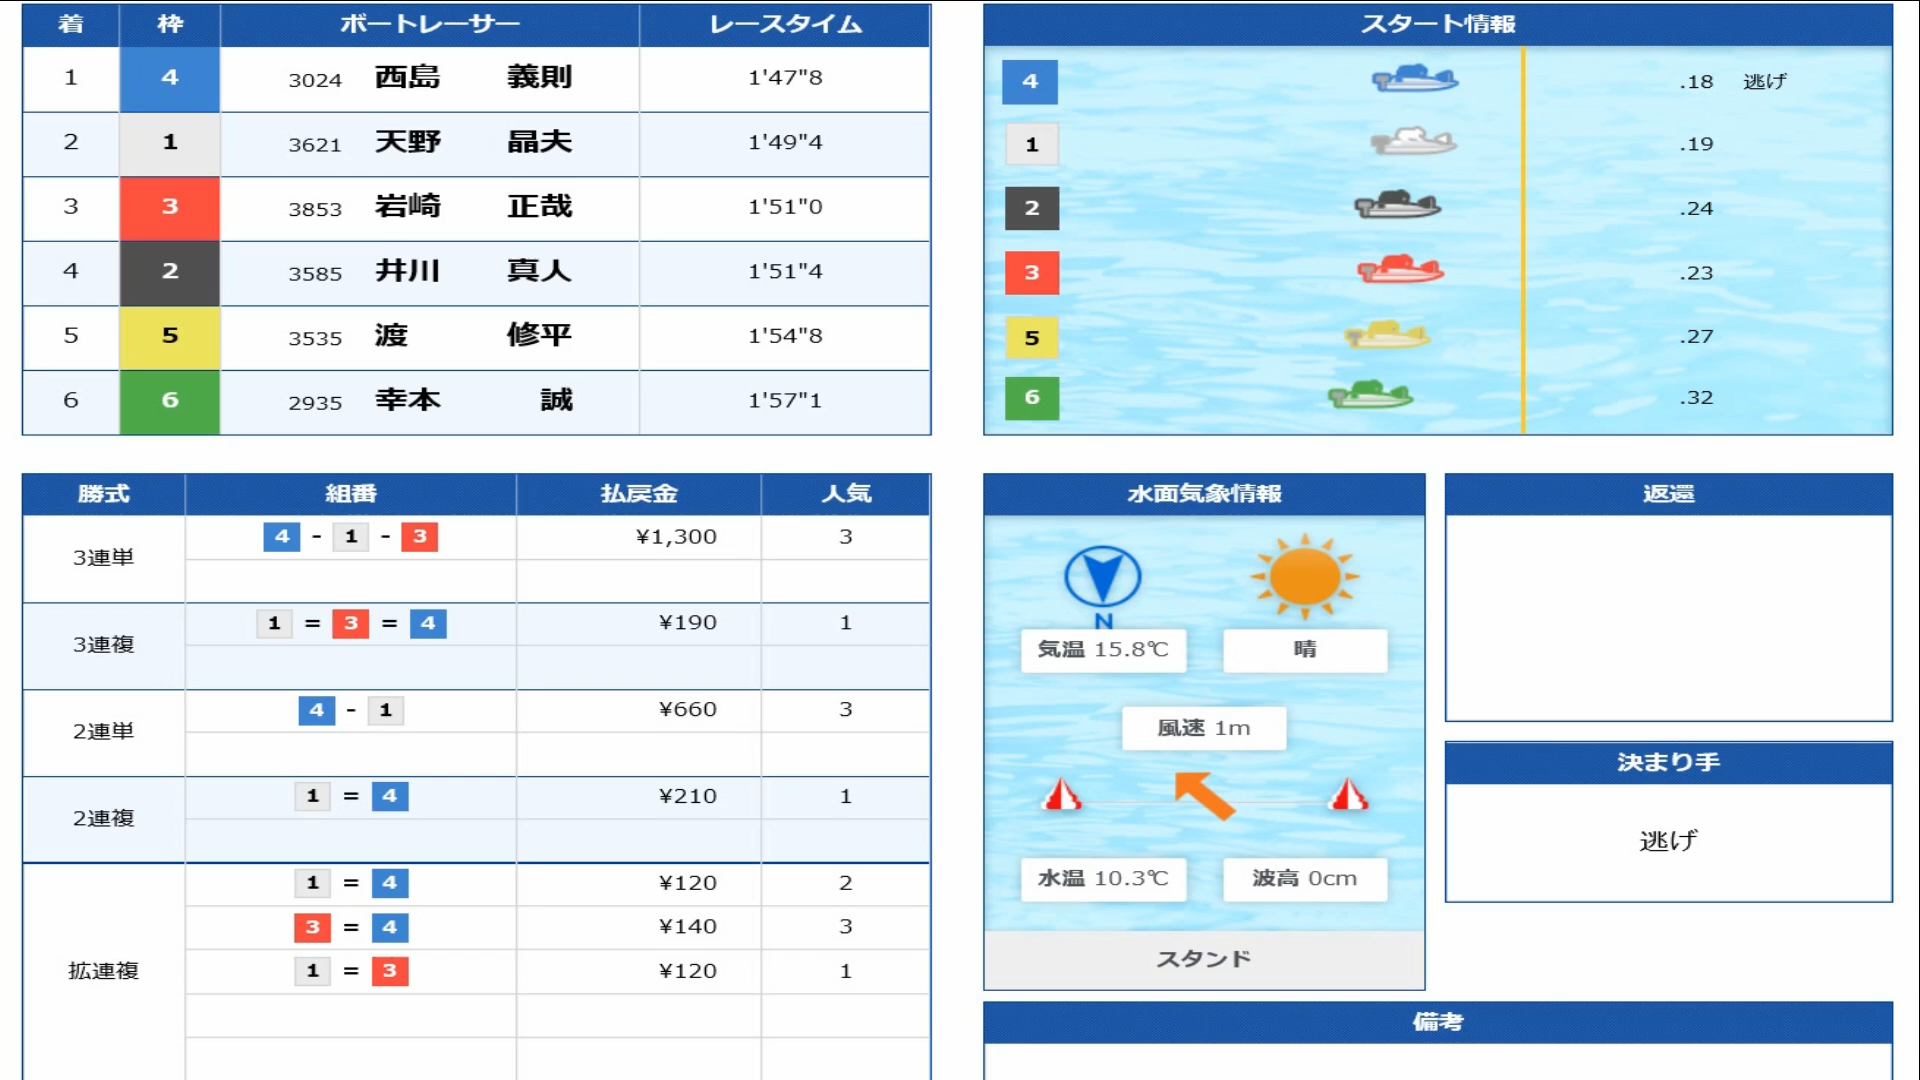 着 枠 ボートレーサー レースタイム
1 4 3024 西島 義則 1'47"8
2 1 3621 天野 晶夫 1'49"4
3 3 3853 岩崎 正哉 1'51"0
4 2 3585 井川 真人 1'51"4
5 5 3535 渡 修平 1'54"8
6 6 2935 幸本 誠 1'57"1
スタート情報
4 .18 逃げ
1 .19
2 .24
3 .23
5 .27
6 .32
勝式 組番 払戻金 人気
3連単 4 - 1 - 3 ¥1,300 3
3連複 1 = 3 = 4 ¥190 1
2連単 4 - 1 ¥660 3
2連複 1 = 4 ¥210 1
拡連複 1 = 4 ¥120 2
3 = 4 ¥140 3
1 = 3 ¥120 1
水面気象情報
N
気温 15.8℃ 晴
風速 1m
水温 10.3℃ 波高 0cm
スタンド
返還
決まり手
逃げ
備考